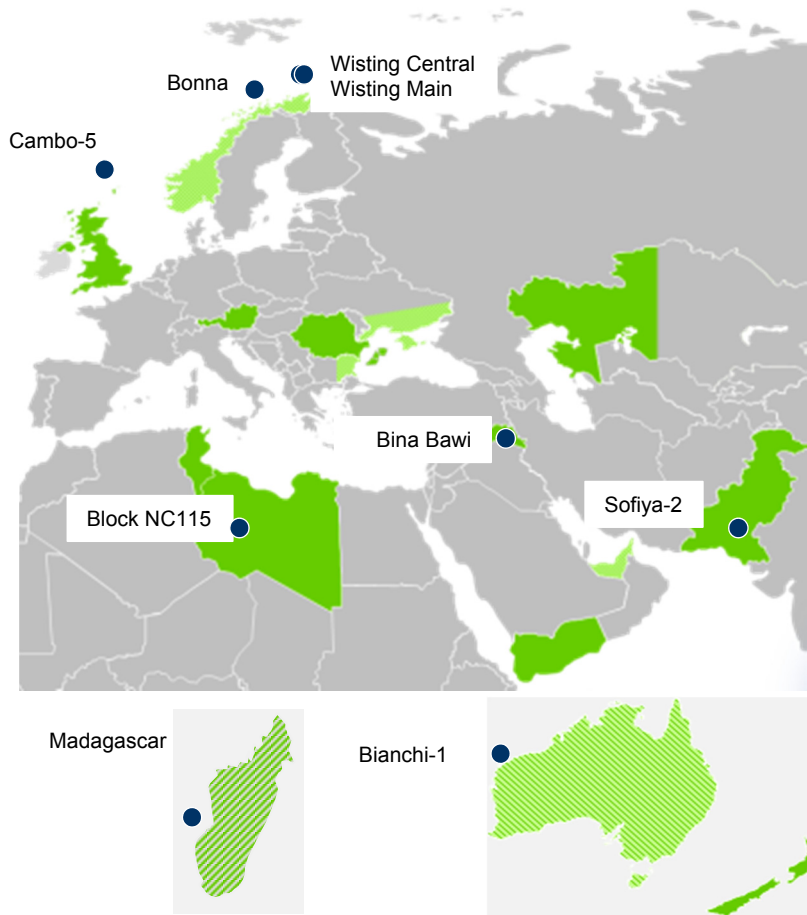 Wisting Central
Wisting Main
Bonna
Cambo-5
Bina Bawi
Sofiya-2
Block NC115
Madagascar
Bianchi-1